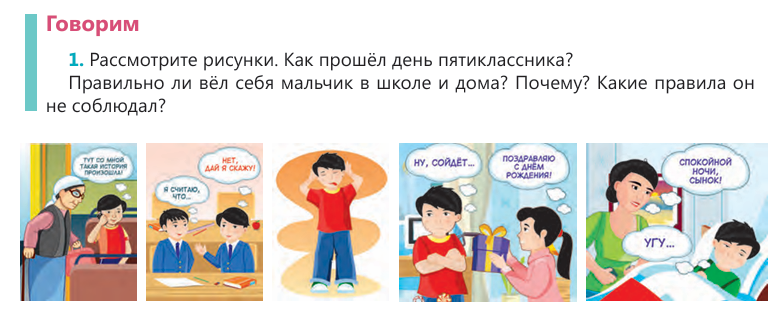 Говорим
1. Рассмотрите рисунки. Как прошёл день пятиклассника?
Правильно ли вёл себя мальчик в школе и дома? Почему? Какие правила он
не соблюдал?
ТУТ СО МНОЙ
ТАКАЯ ИСТОРИЯ
ПРОИЗОШЛА!
НЕТ,
ДАЙ Я СКАЖУ!
Я СЧИТАЮ,
ЧТО...
НУ, СОЙДЁТ...
ПОЗДРАВЛЯЮ
С ДНЁМ
РОЖДЕНИЯ!
СПОКОЙНОЙ
НОЧИ,
СЫНОК!
УГУ...